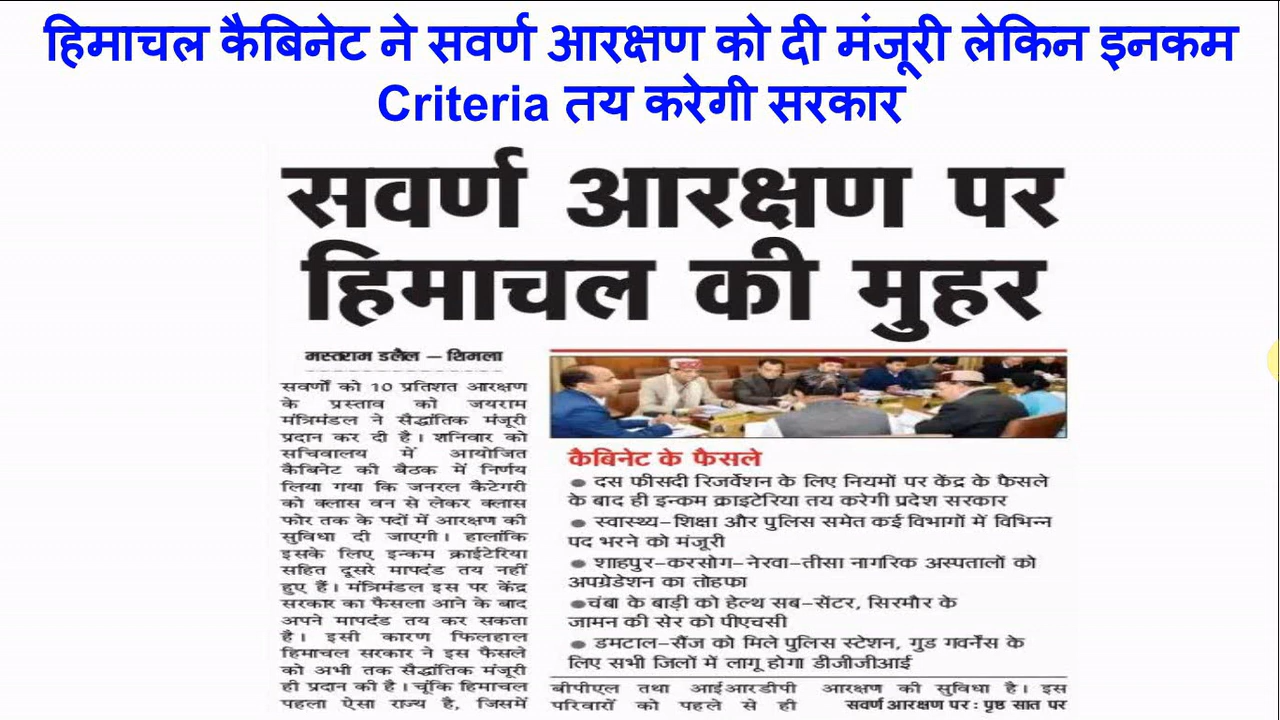 हिमाचल कैबिनेट ने सवर्ण आरक्षण को दी मंजूरी लेकिन इनकम
Criteria तय करेगी सरकार
सवर्ण आरक्षण पर
हिमाचल की मुहर
मस्तराम डलैल – शिमला
सवर्णों को 10 प्रतिशत आरक्षण
के प्रस्ताव को जयराम
मंत्रिमंडल ने सैद्धांतिक मंजूरी
प्रदान कर दी है। शनिवार को
सचिवालय में आयोजित
कैबिनेट की बैठक में निर्णय
लिया गया कि जनरल कैटेगरी
को क्लास वन से लेकर क्लास
फोर तक के पदों में आरक्षण की
सुविधा दी जाएगी। हालांकि
इसके लिए इन्कम क्राईटेरिया
सहित दूसरे मापदंड तय नहीं
हुए हैं। मंत्रिमंडल इस पर केंद्र
सरकार का फैसला आने के बाद
अपने मापदंड तय कर सकता
है। इसी कारण फिलहाल
हिमाचल सरकार ने इस फैसले
को अभी तक सैद्धांतिक मंजूरी
ही प्रदान की है। चूंकि हिमाचल
पहला ऐसा राज्य है, जिसमें
कैबिनेट के फैसले
● दस फीसदी रिजर्वेशन के लिए नियमों पर केंद्र के फैसले
के बाद ही इन्कम क्राइटेरिया तय करेगी प्रदेश सरकार
● स्वास्थ्य–शिक्षा और पुलिस समेत कई विभागों में विभिन्न
पद भरने को मंजूरी
● शाहपुर–करसोग–नेरवा–तीसा नागरिक अस्पतालों को
अपग्रेडेशन का तोहफा
●चंबा के बाड़ी को हेल्थ सब–सेंटर, सिरमौर के
जामन की सेर को पीएचसी
● डमटाल–सैंज को मिले पुलिस स्टेशन, गुड गवर्नेंस के
लिए सभी जिलों में लागू होगा डीजीजीआई
बीपीएल तथा आईआरडीपी
परिवारों को पहले से ही
आरक्षण की सुविधा है। इस
सवर्ण आरक्षण पर : पृष्ठ सात पर